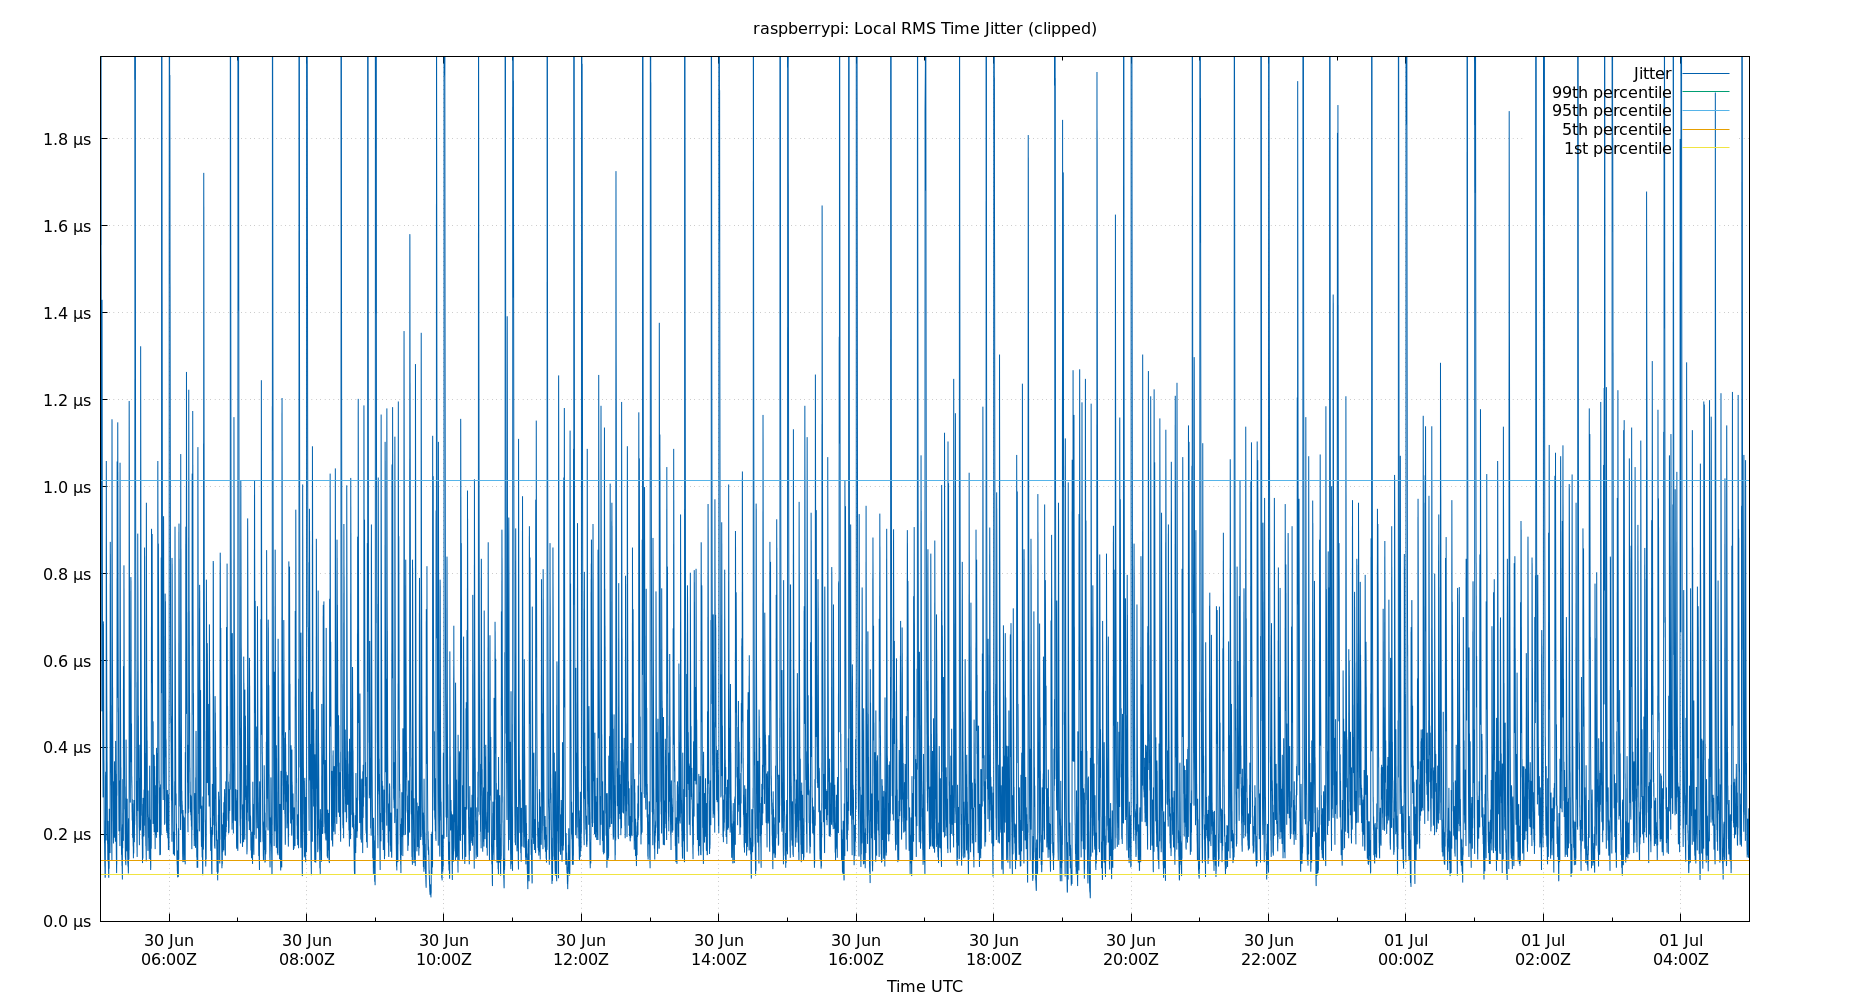 raspberrypi: Local RMS Time Jitter (clipped)
Jitter
99th percentile
95th percentile
5th percentile
1st percentile
1.8 µs
1.6 µs
1.4 µs
1.2 µs
1.0 µs
0.8 µs
0.6 µs
0.4 µs
0.2 µs
0.0 µs
30 Jun 30 Jun 30 Jun 30 Jun 30 Jun 30 Jun 30 Jun 30 Jun 30 Jun 01 Jul 01 Jul 01 Jul
06:00Z 08:00Z 10:00Z 12:00Z 14:00Z 16:00Z 18:00Z 20:00Z 22:00Z 00:00Z 02:00Z 04:00Z
Time UTC